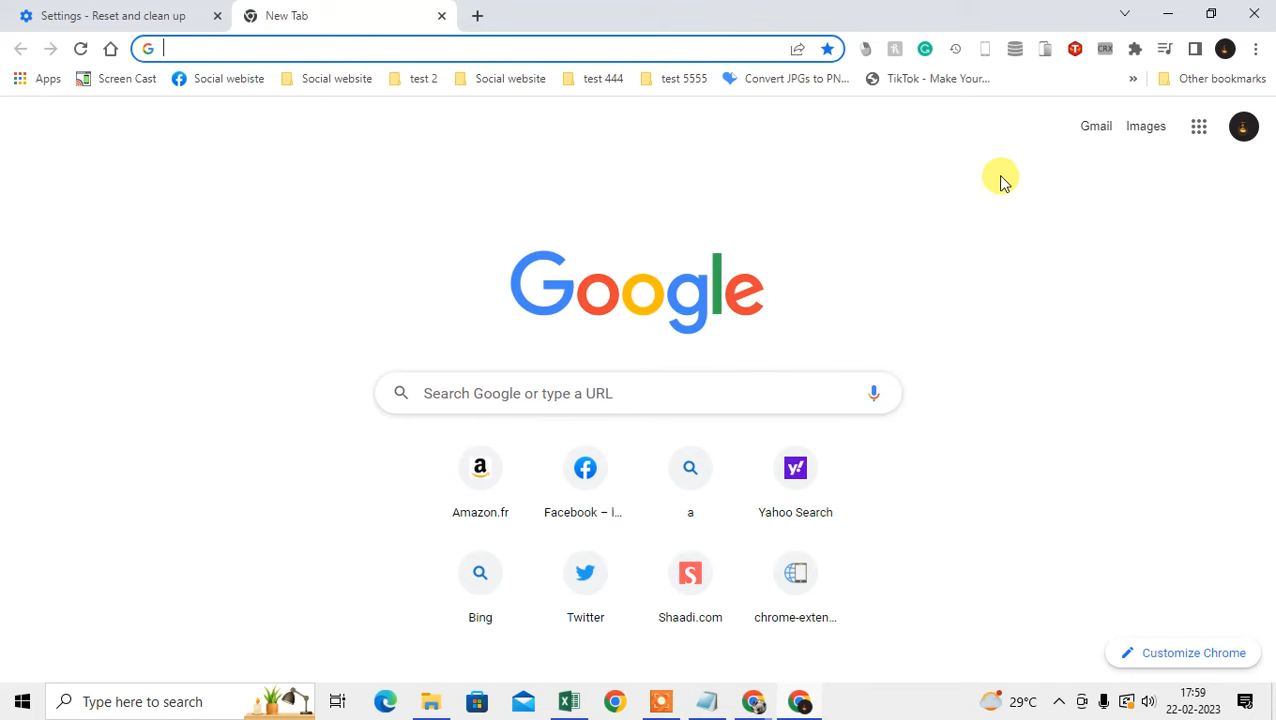 Settings - Reset and clean up
New Tab
CRX
Apps
Screen Cast
Social webiste
Social website
test 2
Social website
test 444
test 5555
Convert JPGs to PN...
TikTok - Make Your...
»
Other bookmarks
Gmail
Images
Google
Search Google or type a URL
Amazon.fr
Facebook – i...
a
Yahoo Search
Bing
Twitter
Shaadi.com
chrome-exten...
Customize Chrome
Type here to search
29°C
7:59
22-02-2023